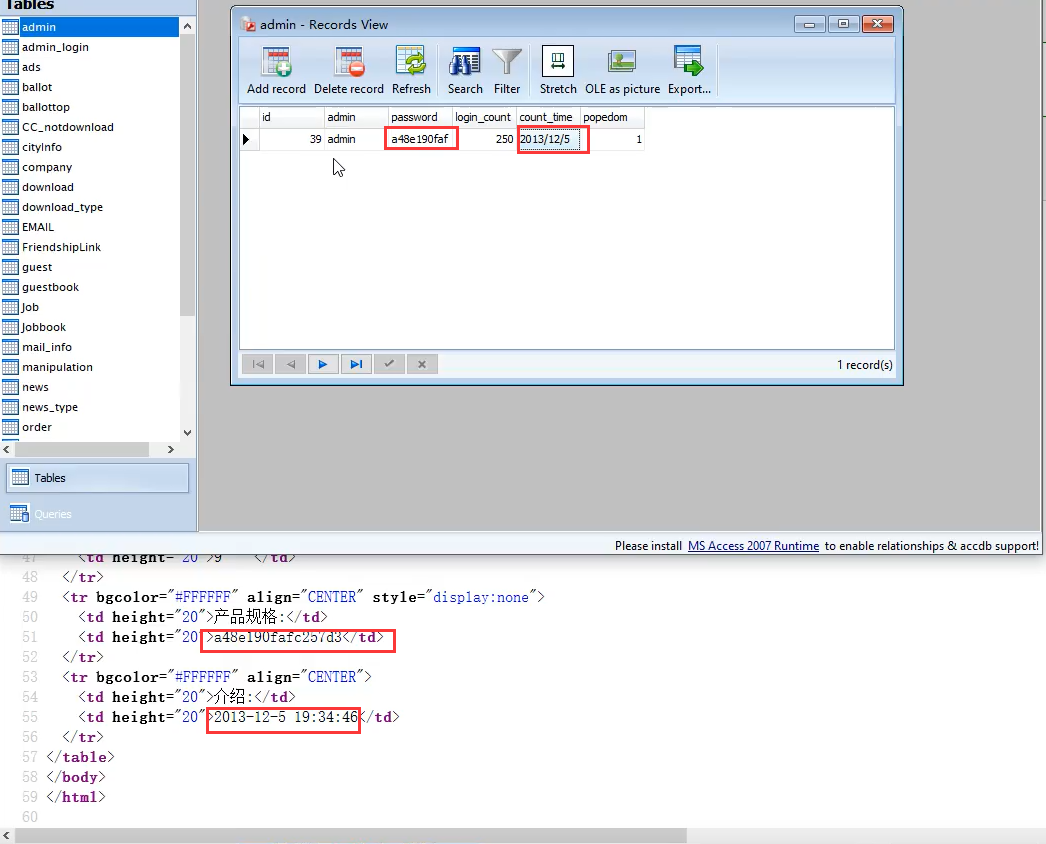 Tables
admin
admin_login
ads
ballot
ballottop
CC_notdownload
cityInfo
company
download
download_type
EMAIL
FriendshipLink
guest
guestbook
Job
Jobbook
mail_info
manipulation
news
news_type
order
Tables
Queries
admin - Records View
Add record Delete record Refresh Search Filter Stretch OLE as picture Export...
id admin password login_count count_time popedom
39 admin a48e190faf 250 2013/12/5 1
1 record(s)
Please install MS Access 2007 Runtime to enable relationships & accdb support!
47 <td height="20">9 </td>
48 </tr>
49 <tr bgcolor="#FFFFFF" align="CENTER" style="display:none">
50 <td height="20">产品规格:</td>
51 <td height="20">a48e190fafc257d3</td>
52 </tr>
53 <tr bgcolor="#FFFFFF" align="CENTER">
54 <td height="20">介绍:</td>
55 <td height="20">2013-12-5 19:34:46</td>
56 </tr>
57 </table>
58 </body>
59 </html>
60